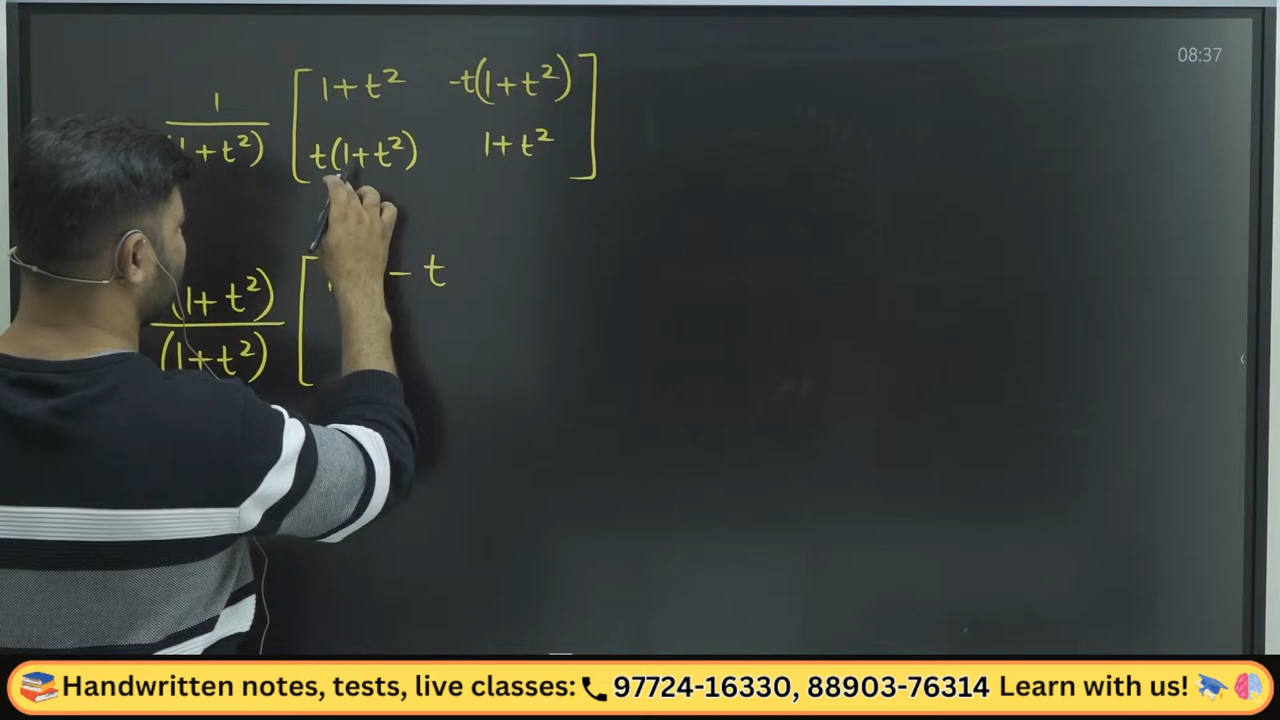 08:37
1/(1+t²) [ 1+t²   -t(1+t²)
t(1+t²)   1+t² ]
(1+t²)/(1+t²) [ - t
Handwritten notes, tests, live classes: 97724-16330, 88903-76314 Learn with us!